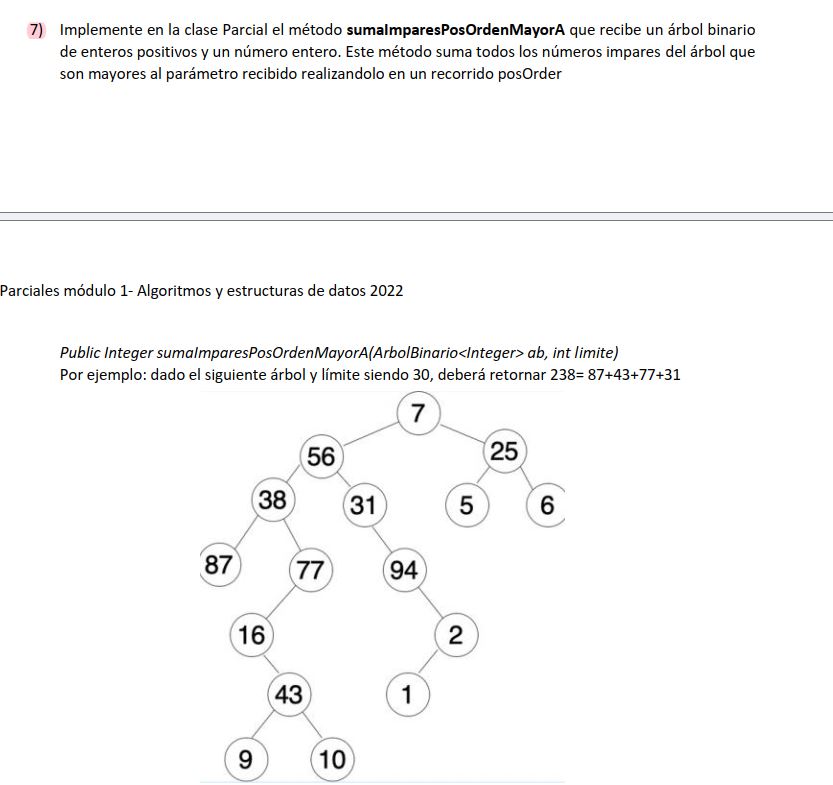 7) Implemente en la clase Parcial el método sumaImparesPosOrdenMayorA que recibe un árbol binario
de enteros positivos y un número entero. Este método suma todos los números impares del árbol que
son mayores al parámetro recibido realizandolo en un recorrido posOrder
Parciales módulo 1- Algoritmos y estructuras de datos 2022
Public Integer sumaImparesPosOrdenMayorA(ArbolBinario<Integer> ab, int limite)
Por ejemplo: dado el siguiente árbol y límite siendo 30, deberá retornar 238= 87+43+77+31
7
56 25
38 31 5 6
87 77 94
16 2
43 1
9 10